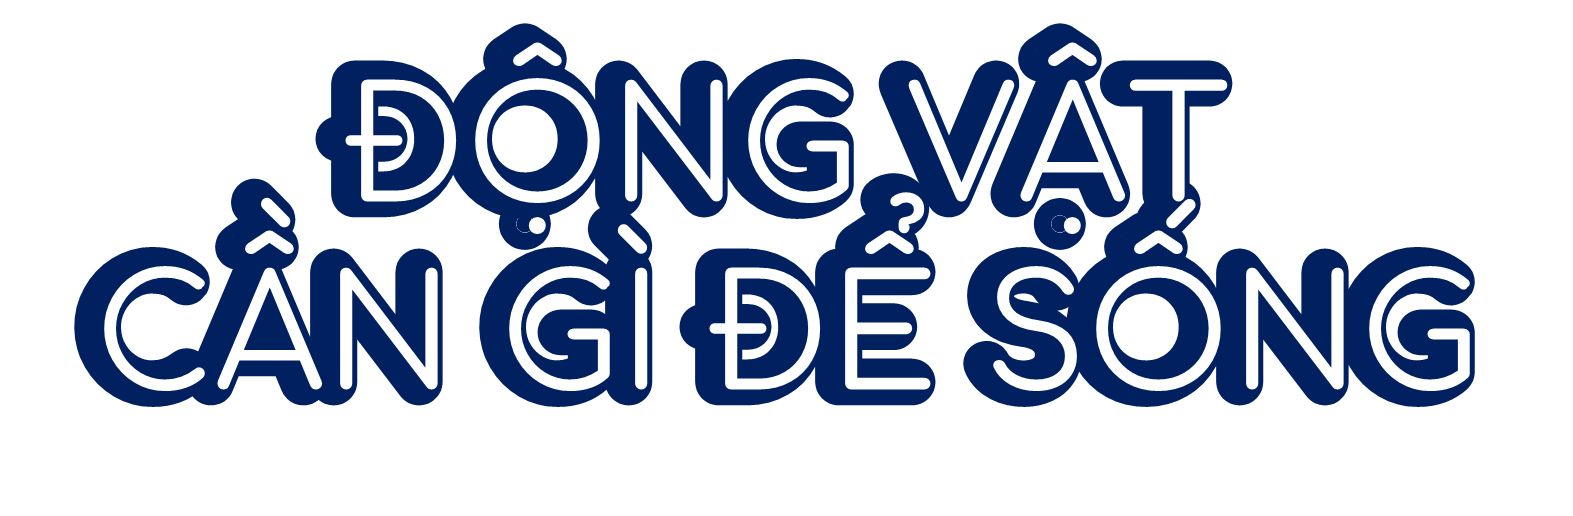 ĐỘNG VẬT
CẦN GÌ ĐỂ SỐNG